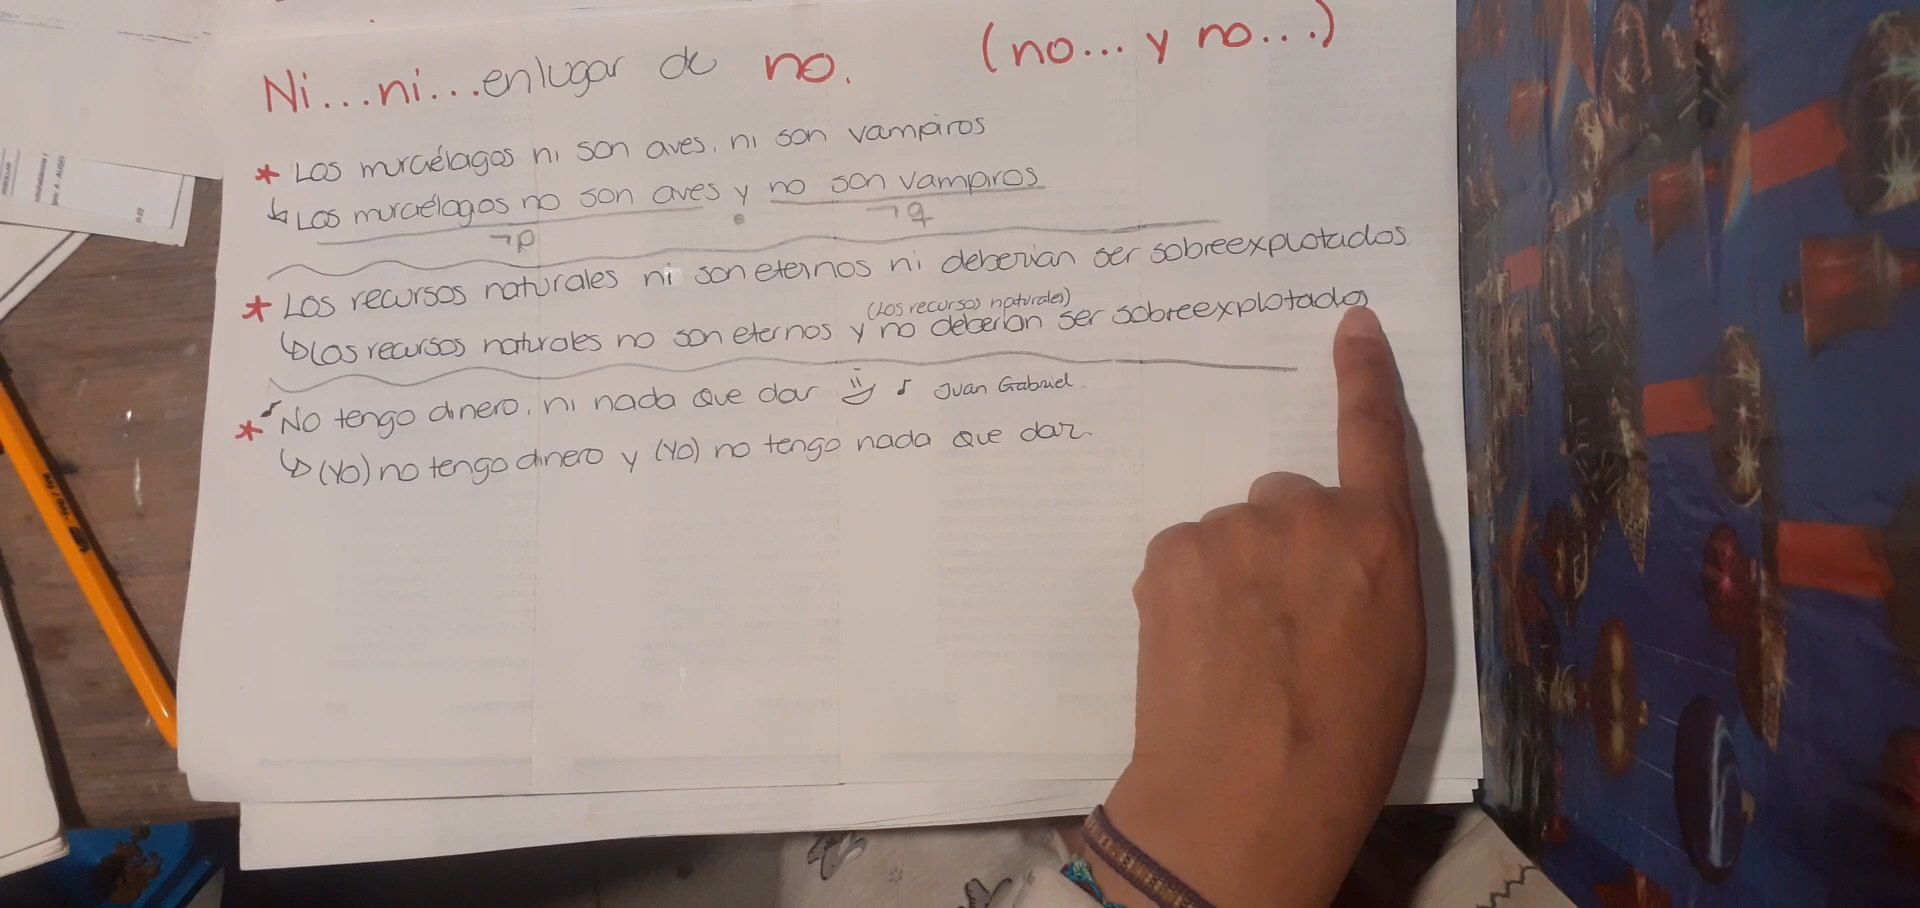 Ni...ni...en lugar de no. (no... y no...)
* Los murciélagos ni son aves, ni son vampiros
↳ Los murciélagos no son aves y no son vampiros
¬p ¬q
* Los recursos naturales ni son eternos ni deberían ser sobreexplotados.
(Los recursos naturales)
↳ Los recursos naturales no son eternos y no deberían ser sobreexplotados
* ♪ No tengo dinero, ni nada que dar ♪ Juan Gabriel.
↳ (Yo) no tengo dinero y (Yo) no tengo nada que dar.